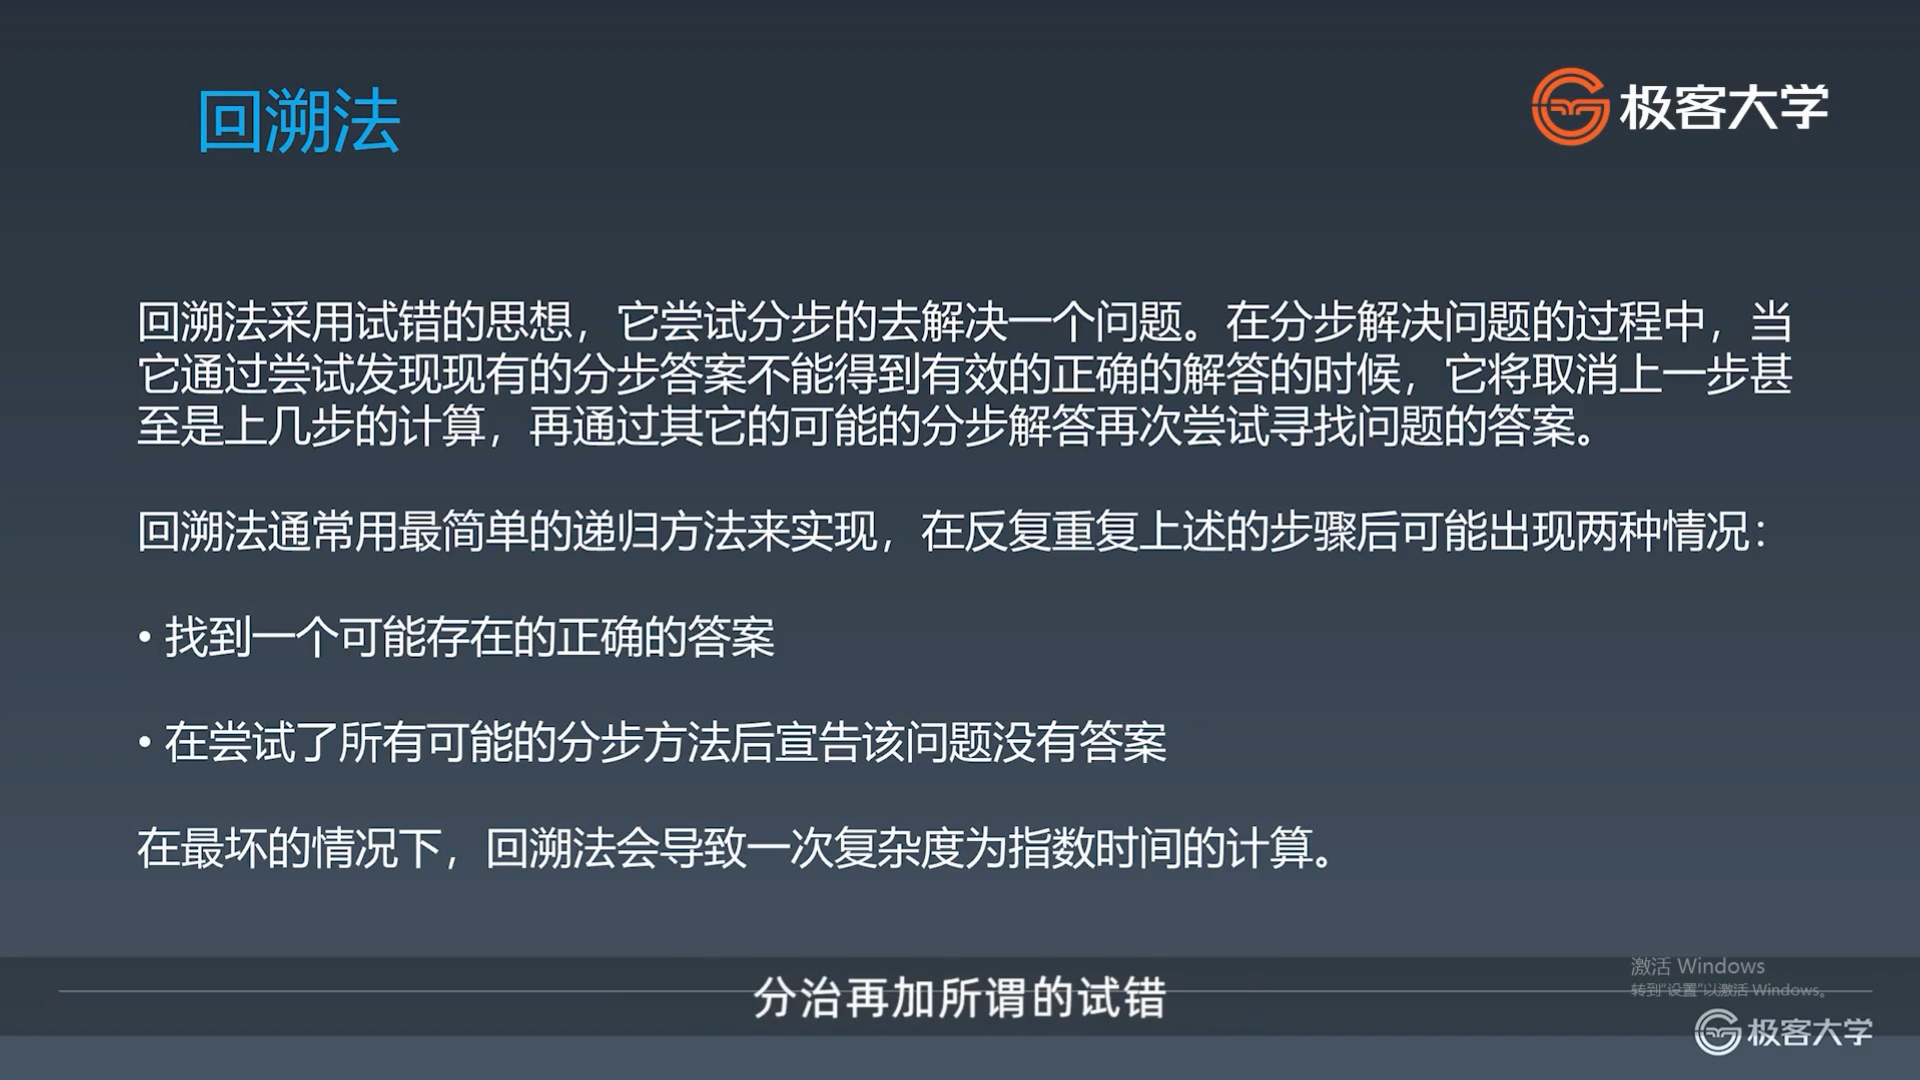 回溯法
极客大学
回溯法采用试错的思想，它尝试分步的去解决一个问题。在分步解决问题的过程中，当
它通过尝试发现现有的分步答案不能得到有效的正确的解答的时候，它将取消上一步甚
至是上几步的计算，再通过其它的可能的分步解答再次尝试寻找问题的答案。
回溯法通常用最简单的递归方法来实现，在反复重复上述的步骤后可能出现两种情况：
• 找到一个可能存在的正确的答案
• 在尝试了所有可能的分步方法后宣告该问题没有答案
在最坏的情况下，回溯法会导致一次复杂度为指数时间的计算。
分治再加所谓的试错
激活 Windows
转到“设置”以激活 Windows。
极客大学